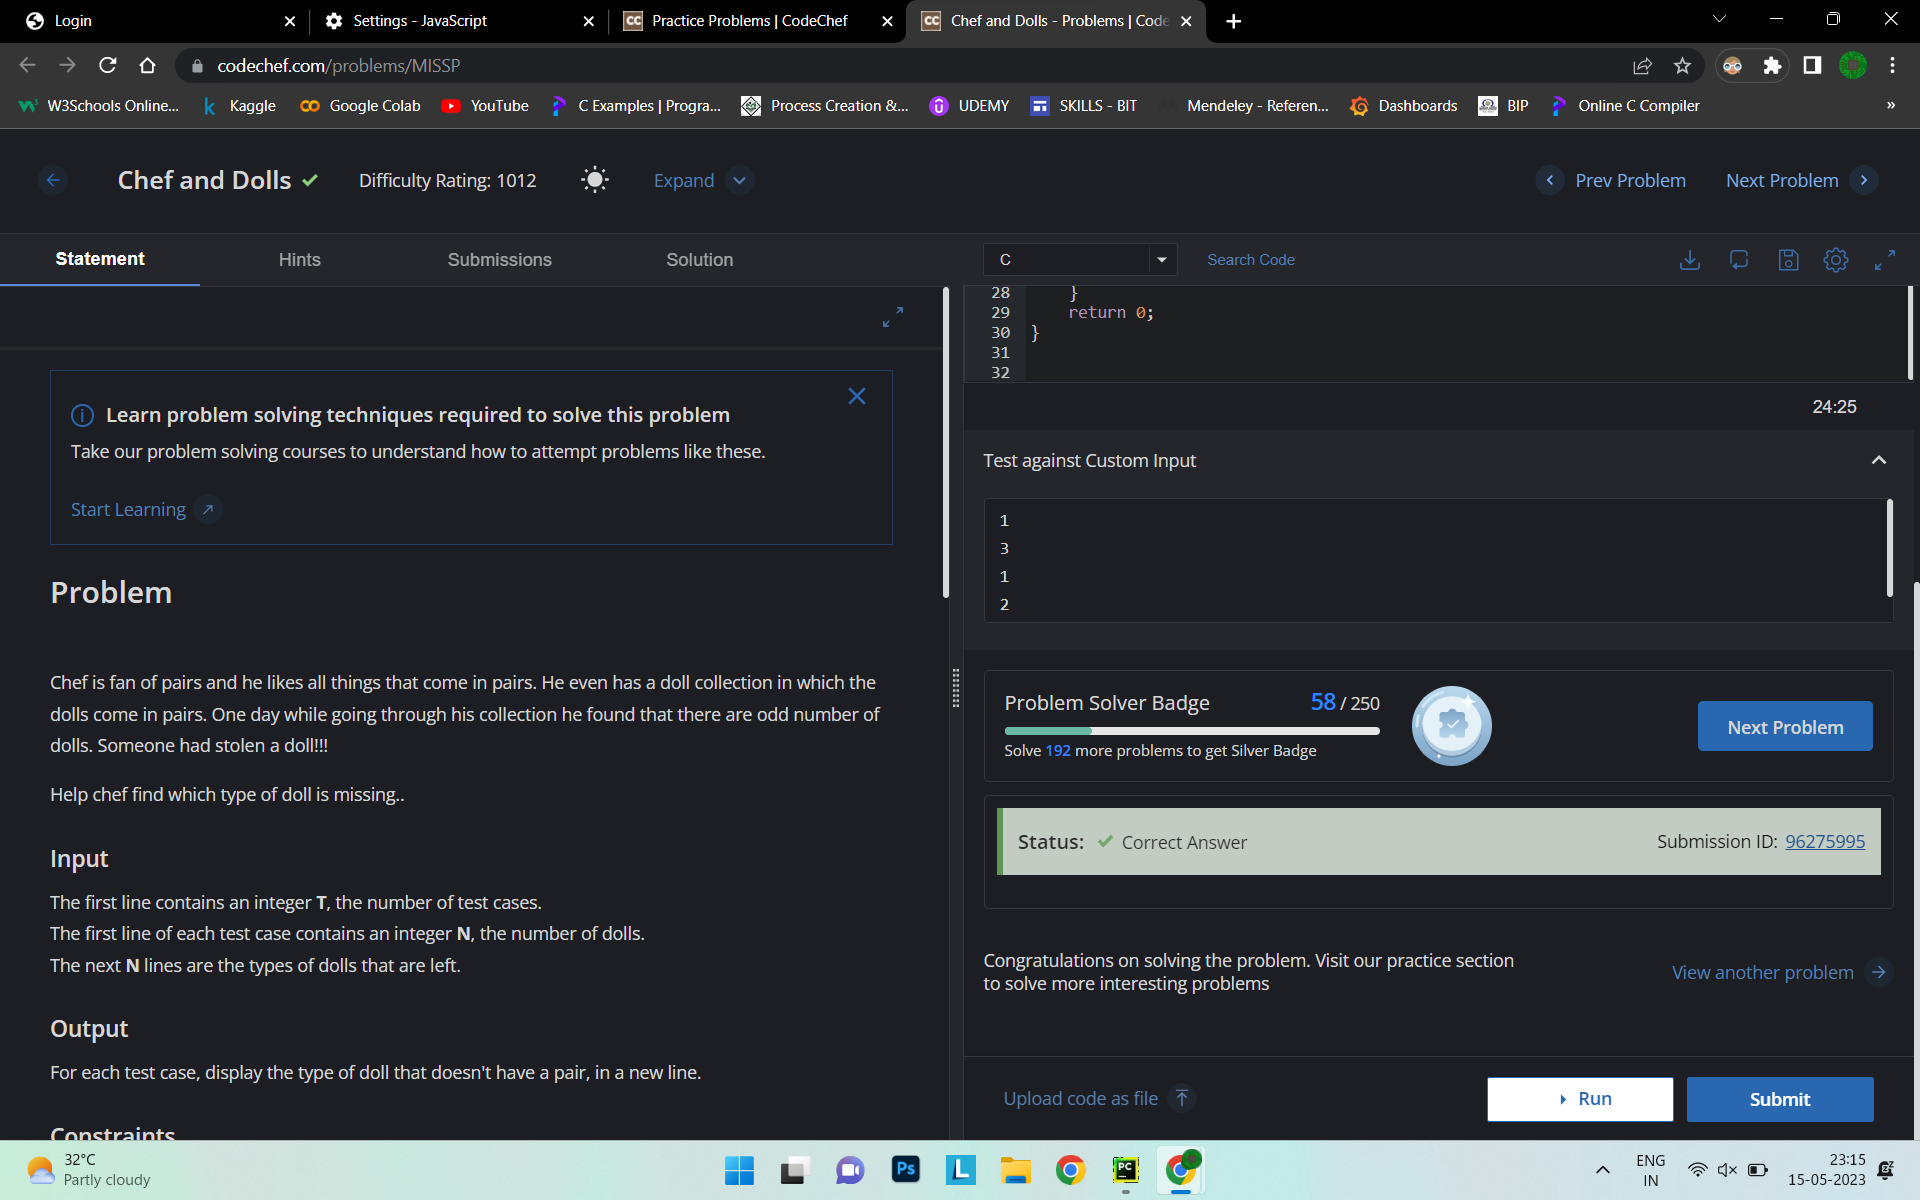 Login
Settings - JavaScript
Practice Problems | CodeChef
Chef and Dolls - Problems | Code
codechef.com/problems/MISSP
W3Schools Online...
Kaggle
Google Colab
YouTube
C Examples | Progra...
Process Creation &...
UDEMY
SKILLS - BIT
Mendeley - Referen...
Dashboards
BIP
Online C Compiler
»
Chef and Dolls
Difficulty Rating: 1012
Expand
Prev Problem
Next Problem
Statement
Hints
Submissions
Solution
C
Search Code
28 }
29 return 0;
30 }
31
32
24:25
Learn problem solving techniques required to solve this problem
Take our problem solving courses to understand how to attempt problems like these.
Start Learning
Problem
Chef is fan of pairs and he likes all things that come in pairs. He even has a doll collection in which the
dolls come in pairs. One day while going through his collection he found that there are odd number of
dolls. Someone had stolen a doll!!!
Help chef find which type of doll is missing..
Input
The first line contains an integer T, the number of test cases.
The first line of each test case contains an integer N, the number of dolls.
The next N lines are the types of dolls that are left.
Output
For each test case, display the type of doll that doesn't have a pair, in a new line.
Constraints
Test against Custom Input
1
3
1
2
Problem Solver Badge
58 / 250
Solve 192 more problems to get Silver Badge
Next Problem
Status: Correct Answer
Submission ID: 96275995
Congratulations on solving the problem. Visit our practice section
to solve more interesting problems
View another problem
Upload code as file
Run
Submit
32°C
Partly cloudy
Ps
L
PC
ENG
IN
23:15
15-05-2023